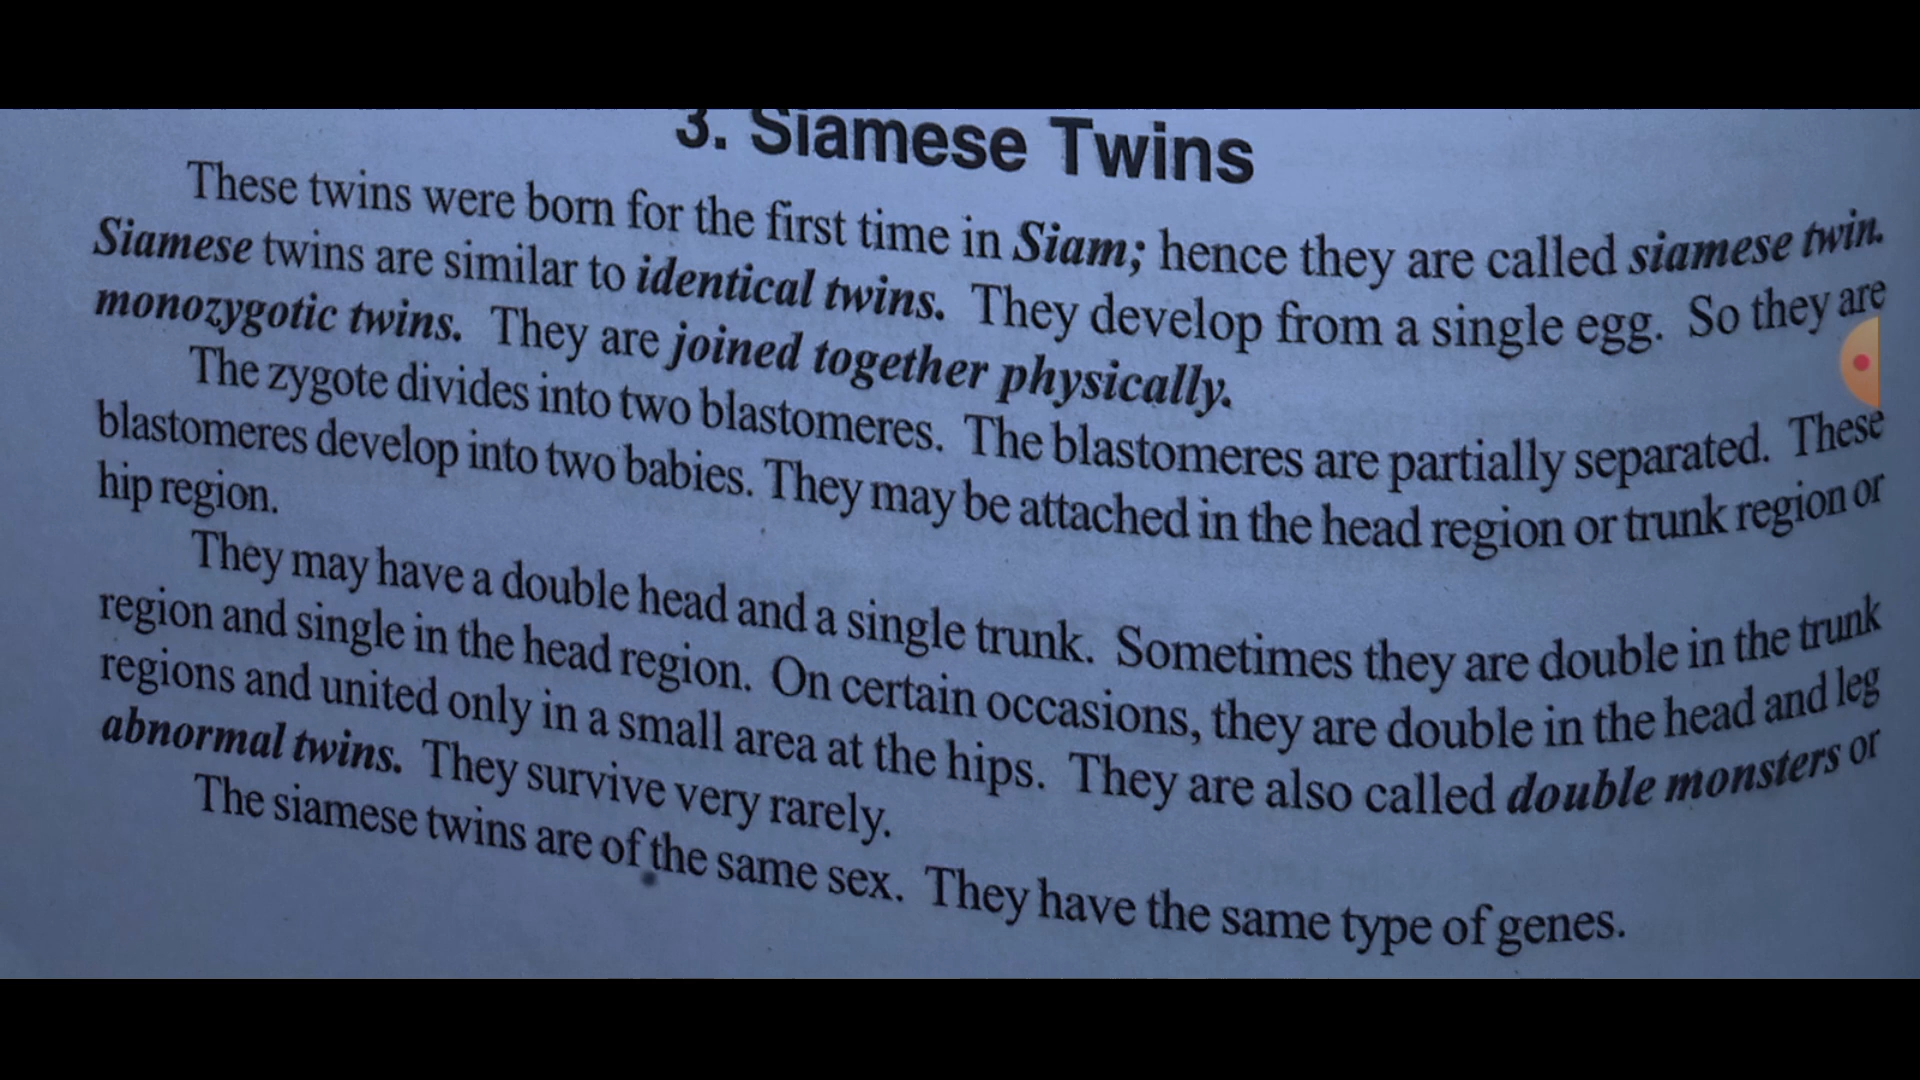 3. Siamese Twins
These twins were born for the first time in Siam; hence they are called siamese twin.
Siamese twins are similar to identical twins. They develop from a single egg. So they are
monozygotic twins. They are joined together physically.
The zygote divides into two blastomeres. The blastomeres are partially separated. These
blastomeres develop into two babies. They may be attached in the head region or trunk region or
hip region.
They may have a double head and a single trunk. Sometimes they are double in the trunk
region and single in the head region. On certain occasions, they are double in the head and leg
regions and united only in a small area at the hips. They are also called double monsters or
abnormal twins. They survive very rarely.
The siamese twins are of the same sex. They have the same type of genes.